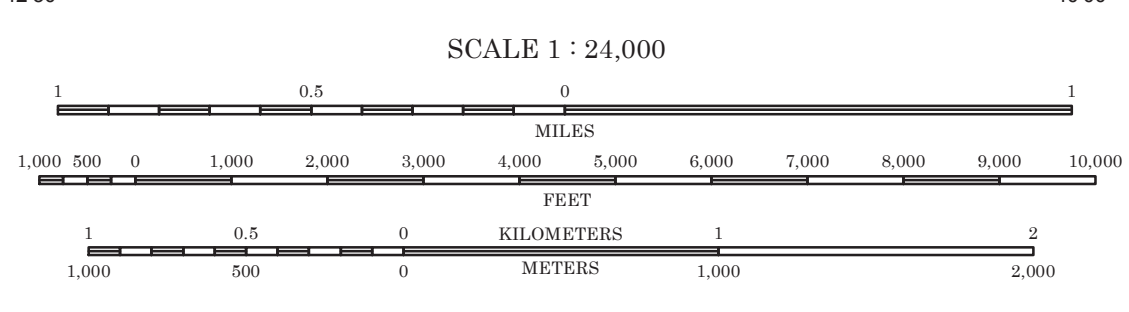 SCALE 1 : 24,000
1 0.5 0 1
MILES
1,000 500 0 1,000 2,000 3,000 4,000 5,000 6,000 7,000 8,000 9,000 10,000
FEET
1 0.5 0 KILOMETERS 1 2
1,000 500 0 METERS 1,000 2,000